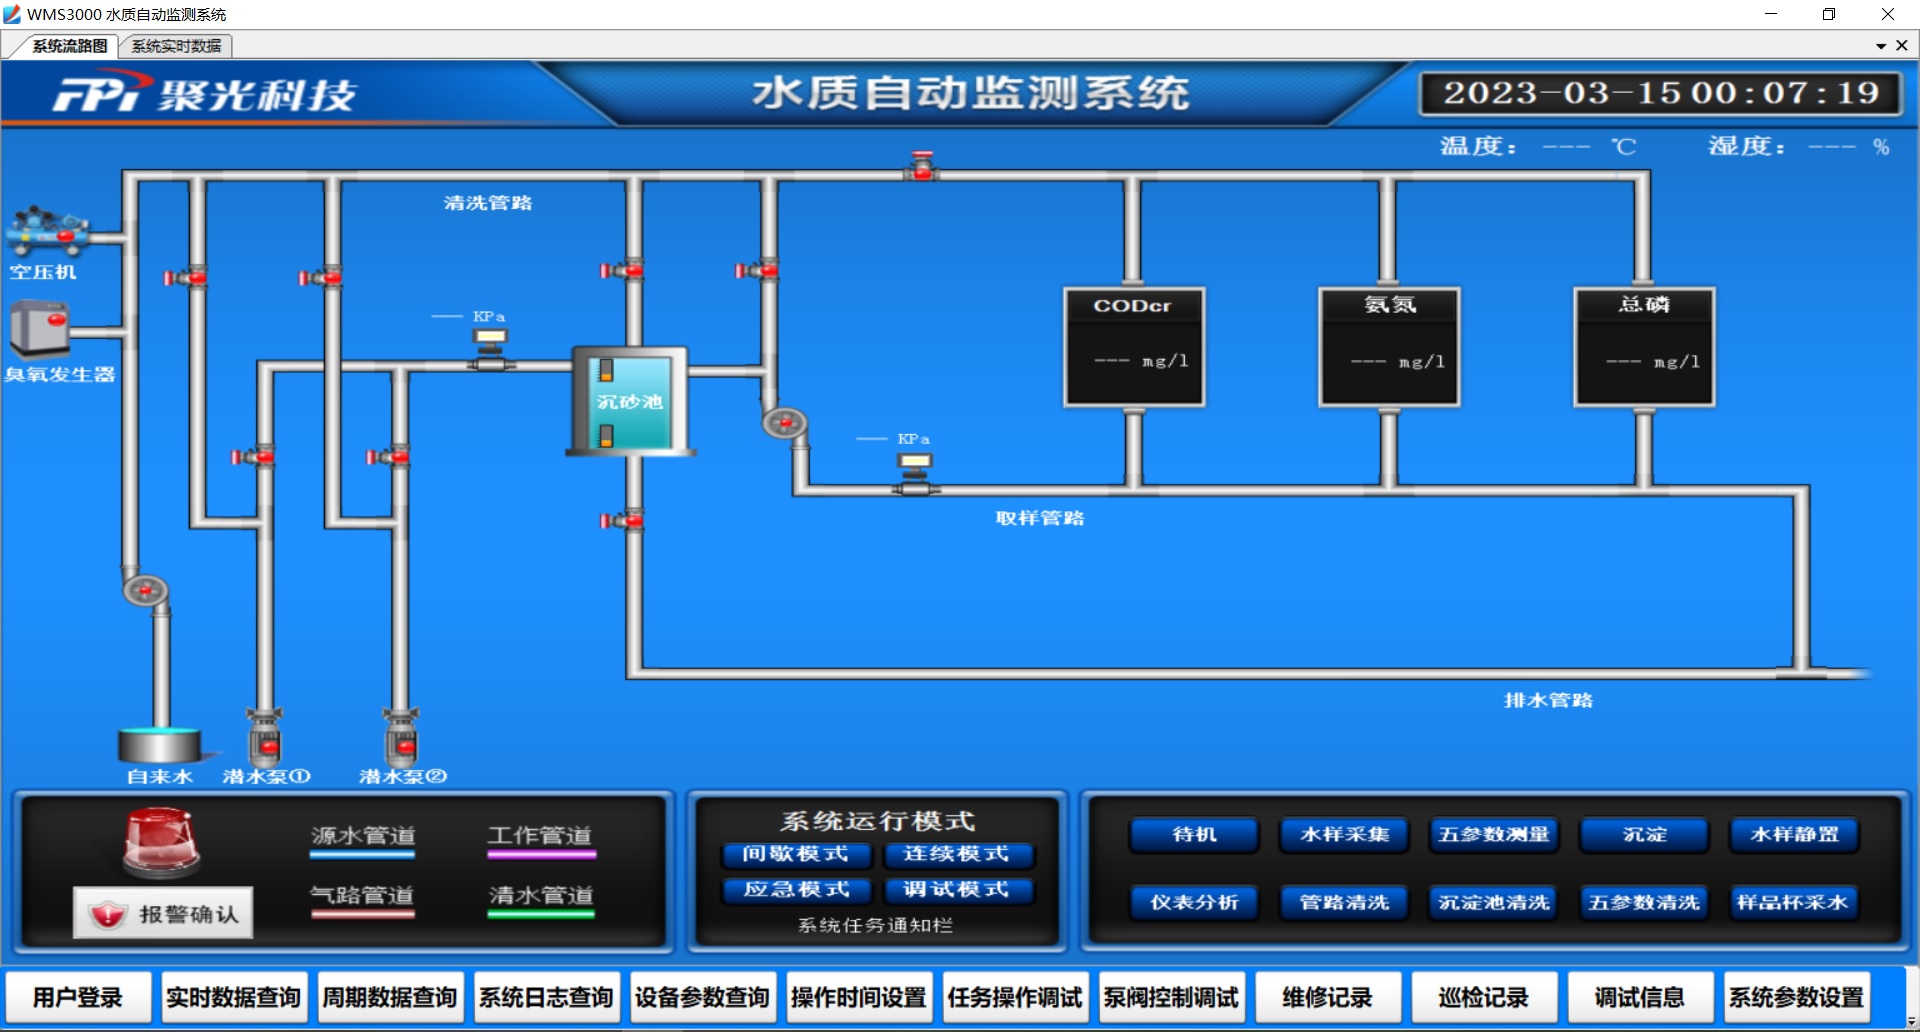 WMS3000 水质自动监测系统
系统流路图 系统实时数据
FPI 聚光科技
水质自动监测系统
2023-03-15 00:07:19
温度: --- ℃ 湿度: --- %
清洗管路
空压机
CODcr
--- mg/l
氨氮
--- mg/l
总磷
--- mg/l
--- KPa
臭氧发生器
沉砂池
--- KPa
取样管路
排水管路
自来水 潜水泵① 潜水泵②
源水管道 工作管道
气路管道 清水管道
报警确认
系统运行模式
间歇模式 连续模式
应急模式 调试模式
系统任务通知栏
待机 水样采集 五参数测量 沉淀 水样静置
仪表分析 管路清洗 沉淀池清洗 五参数清洗 样品杯采水
用户登录 实时数据查询 周期数据查询 系统日志查询 设备参数查询 操作时间设置 任务操作调试 泵阀控制调试 维修记录 巡检记录 调试信息 系统参数设置